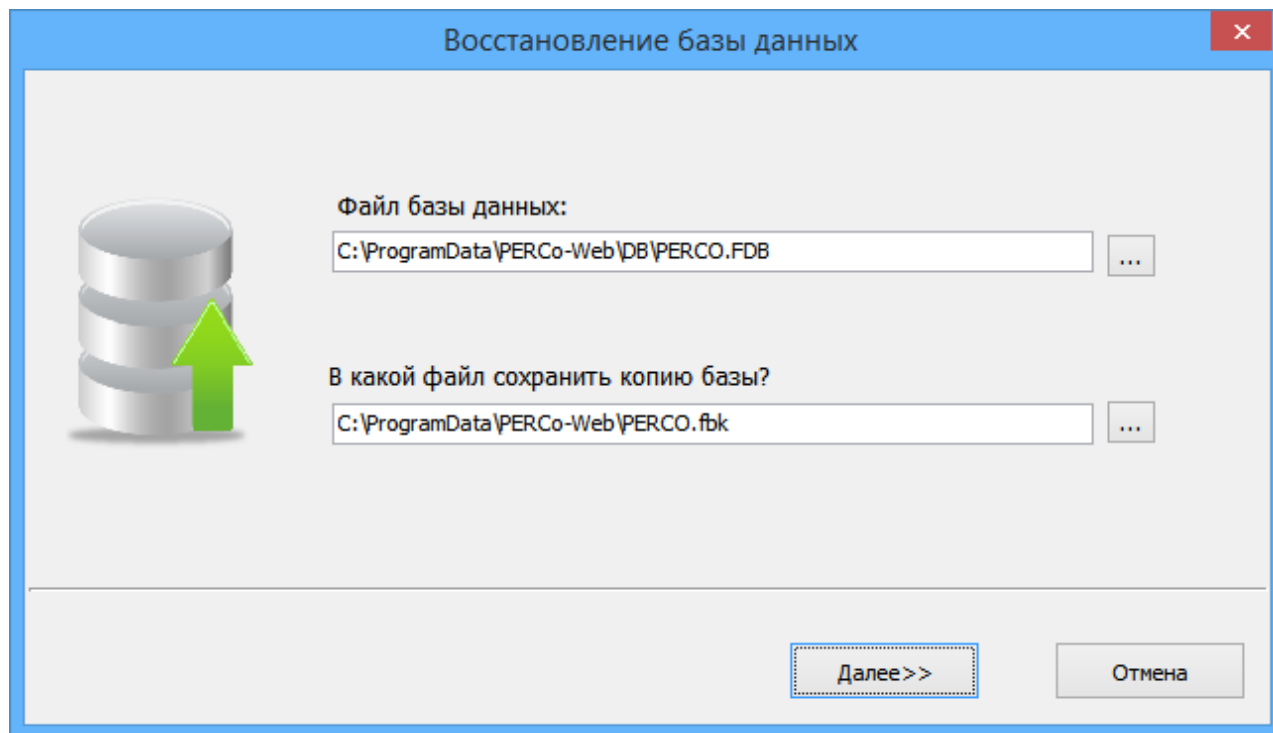 Восстановление базы данных
Файл базы данных:
C:\ProgramData\PERCo-Web\DB\PERCO.FDB
...
В какой файл сохранить копию базы?
C:\ProgramData\PERCo-Web\PERCO.fbk
...
Далее>>
Отмена